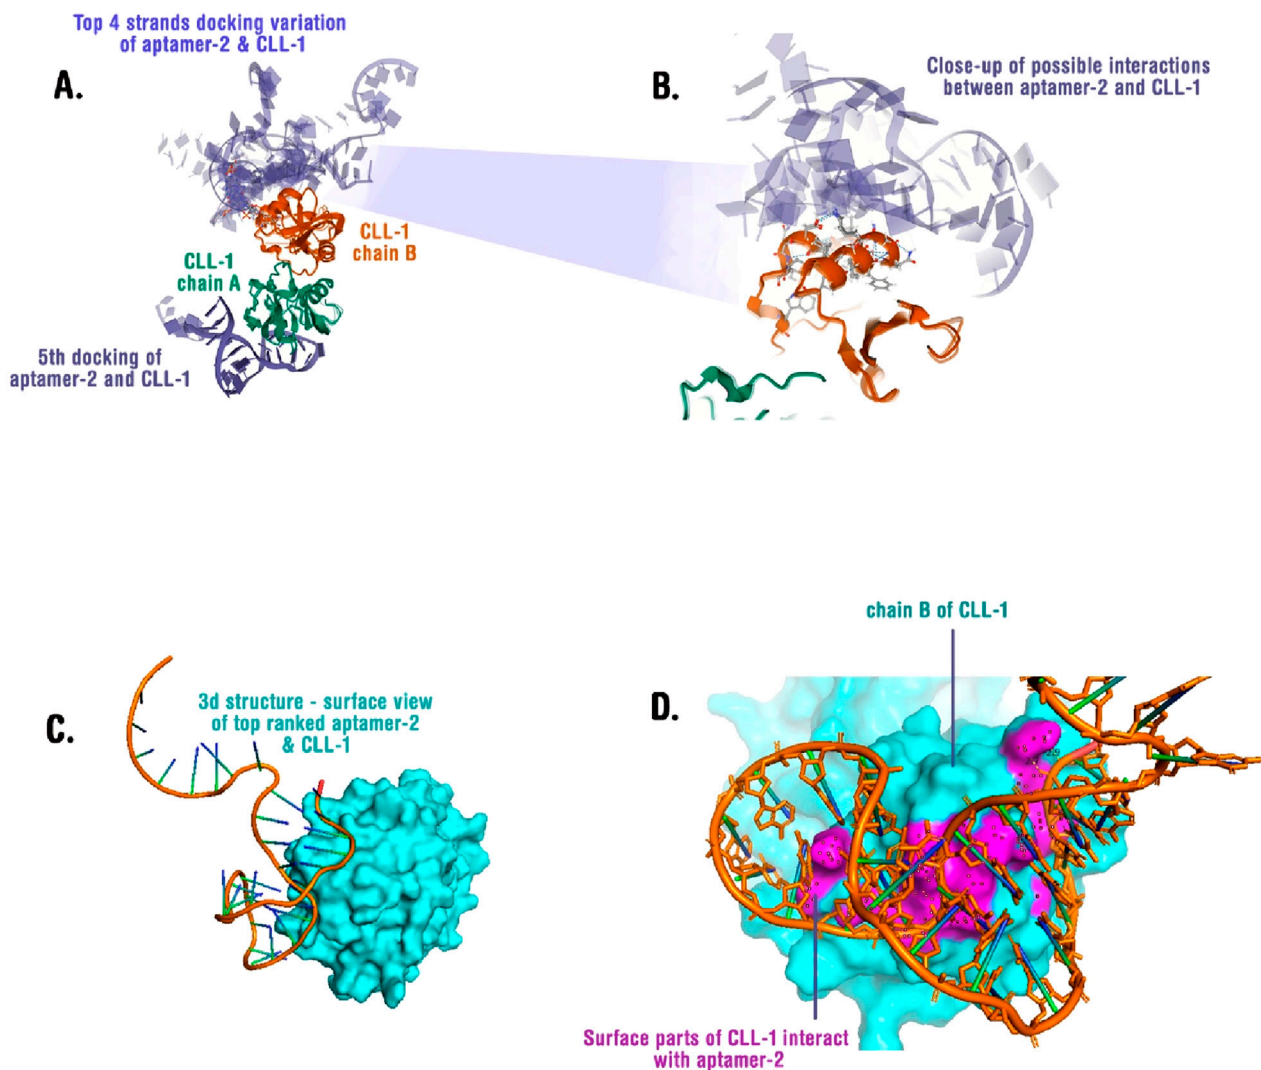 Top 4 strands docking variation
of aptamer-2 & CLL-1
A.
CLL-1
chain B
CLL-1
chain A
5th docking of
aptamer-2 and CLL-1
B.
Close-up of possible interactions
between aptamer-2 and CLL-1
C.
3d structure - surface view
of top ranked aptamer-2
& CLL-1
D.
chain B of CLL-1
Surface parts of CLL-1 interact
with aptamer-2